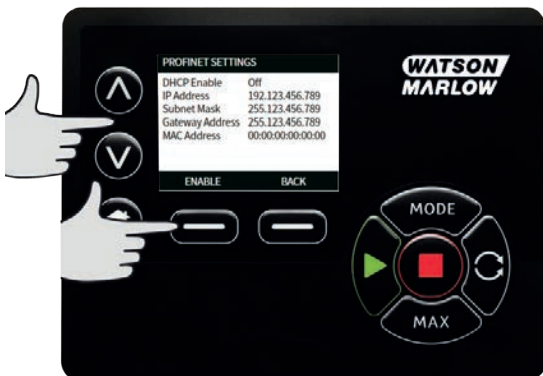 PROFINET SETTINGS
DHCP Enable Off
IP Address 192.123.456.789
Subnet Mask 255.123.456.789
Gateway Address 255.123.456.789
MAC Address 00:00:00:00:00:00
ENABLE BACK
WATSON
MARLOW
MODE
MAX